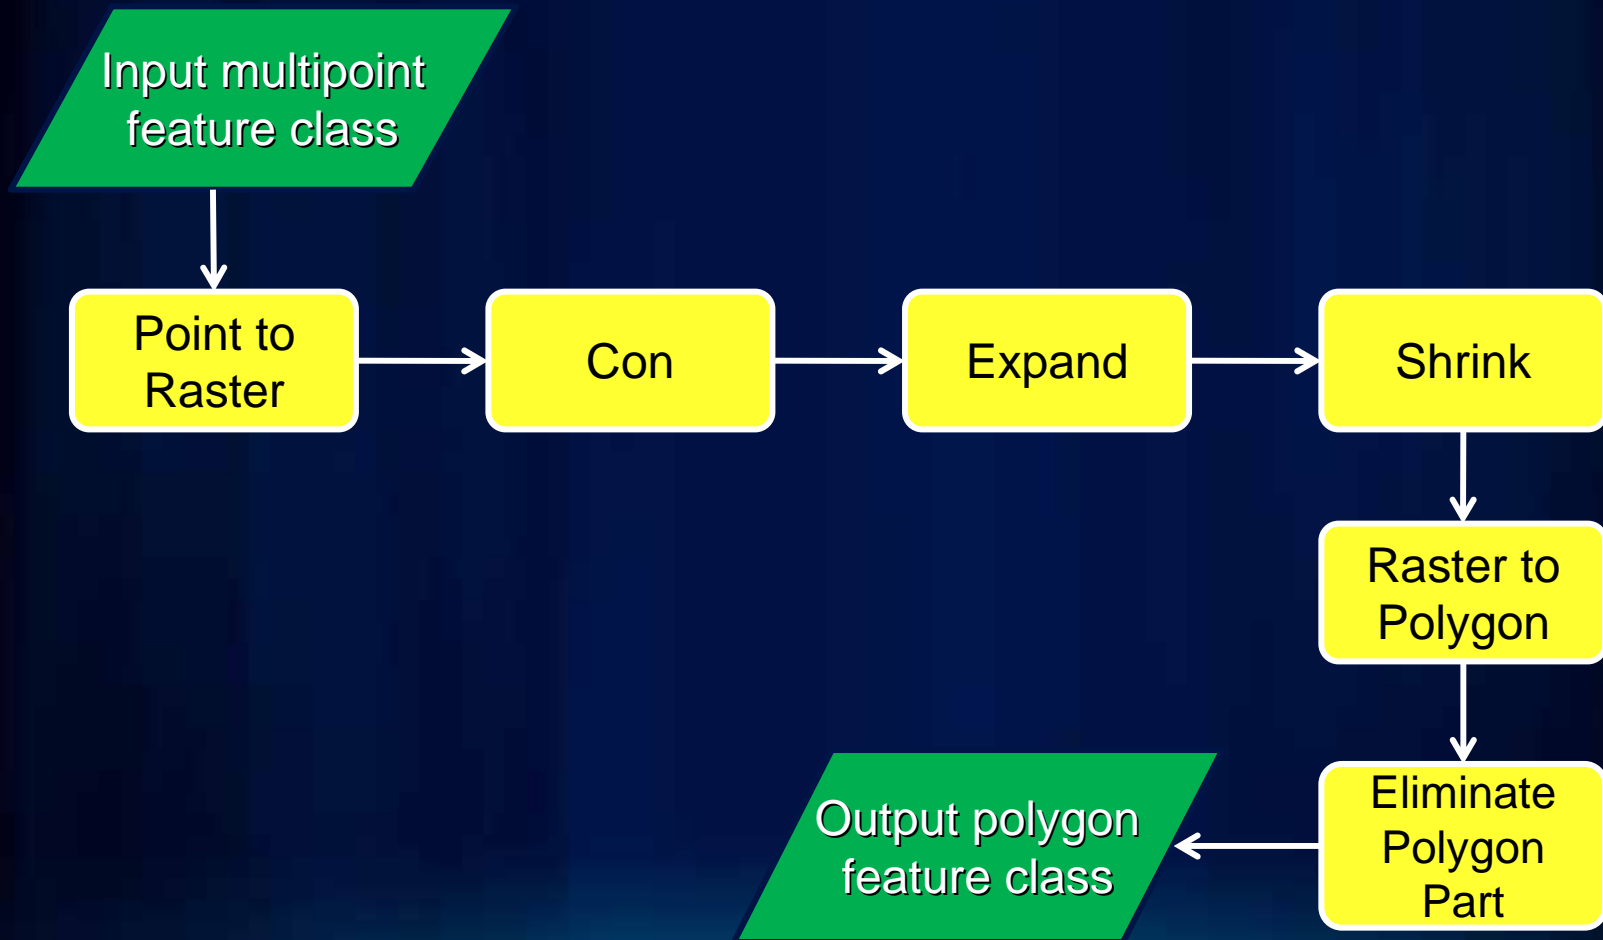 Input multipoint
feature class
Point to
Raster
Con
Expand
Shrink
Raster to
Polygon
Eliminate
Polygon
Part
Output polygon
feature class